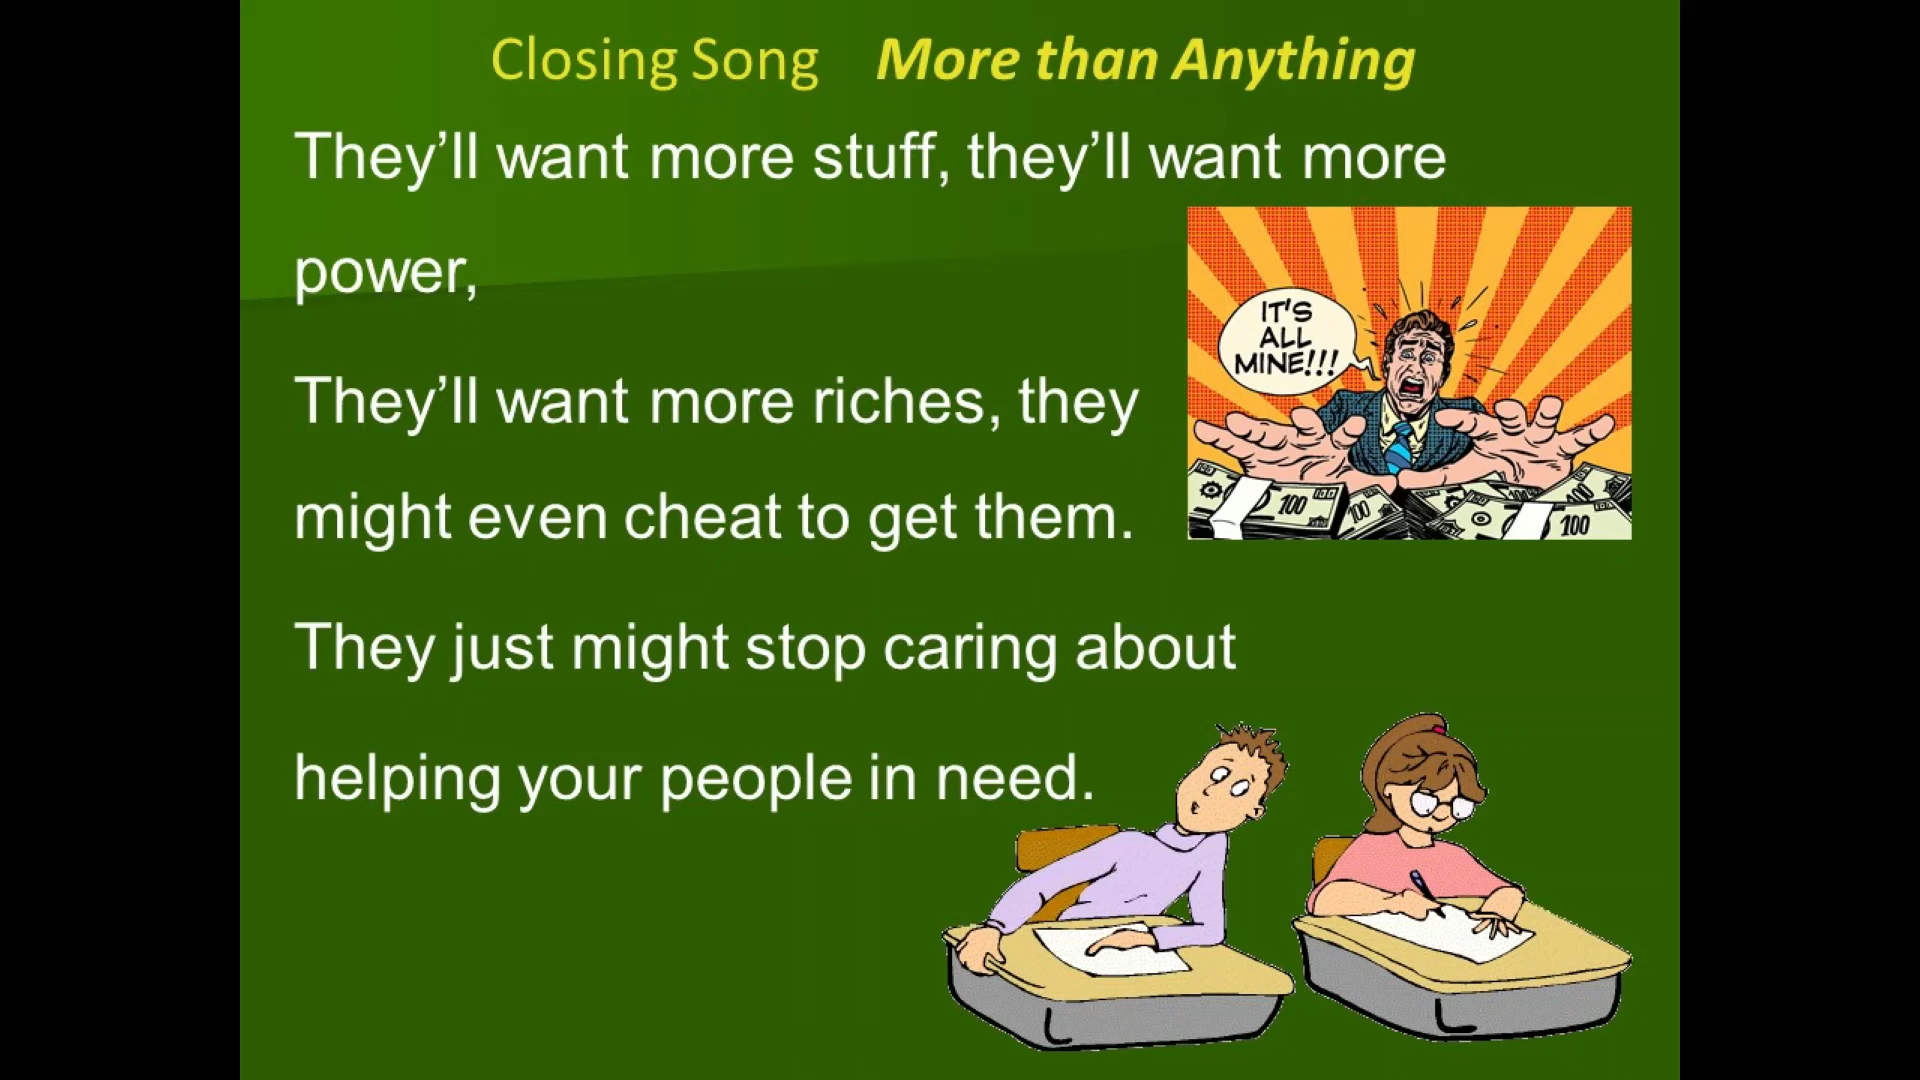 Closing Song More than Anything
They'll want more stuff, they'll want more
power,
IT'S
ALL
MINE!!!
They'll want more riches, they
might even cheat to get them.
100
100
100
100
They just might stop caring about
helping your people in need.